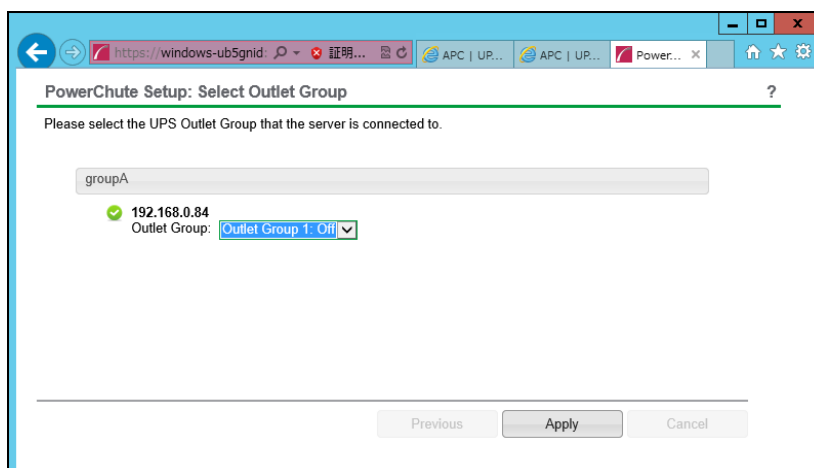 https://windows-ub5gnid: 証明... APC | UP... APC | UP... Power...
PowerChute Setup: Select Outlet Group ?
Please select the UPS Outlet Group that the server is connected to.
groupA
192.168.0.84
Outlet Group: Outlet Group 1: Off
Previous Apply Cancel